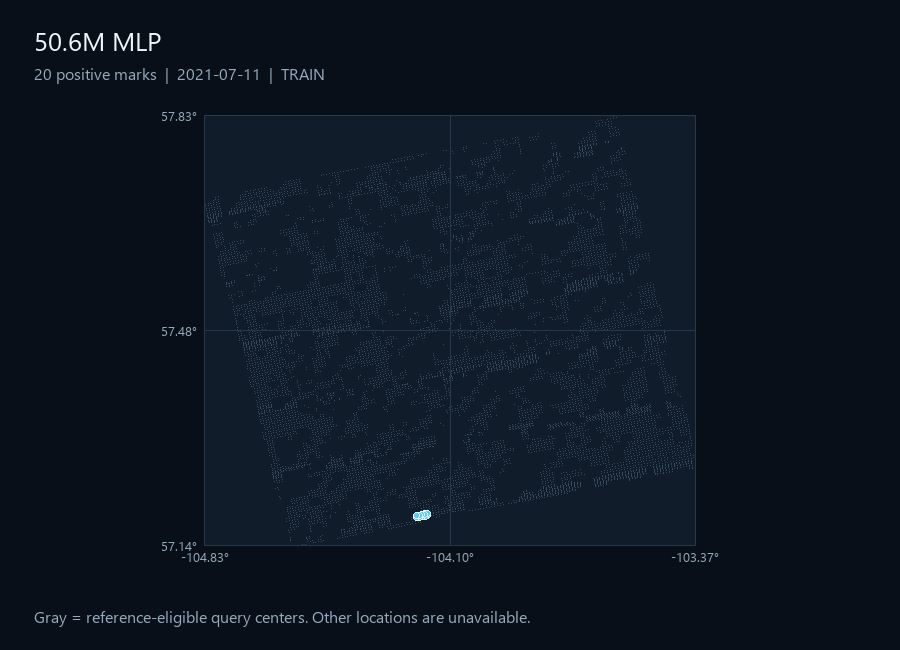 50.6M MLP
20 positive marks | 2021-07-11 | TRAIN
57.83°
57.48°
57.14°
-104.83°
-104.10°
-103.37°
Gray = reference-eligible query centers. Other locations are unavailable.